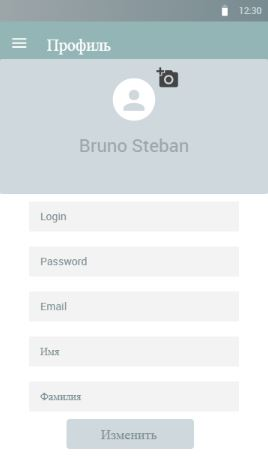 12:30
Профиль
Bruno Steban
Login
Password
Email
Имя
Фамилия
Изменить